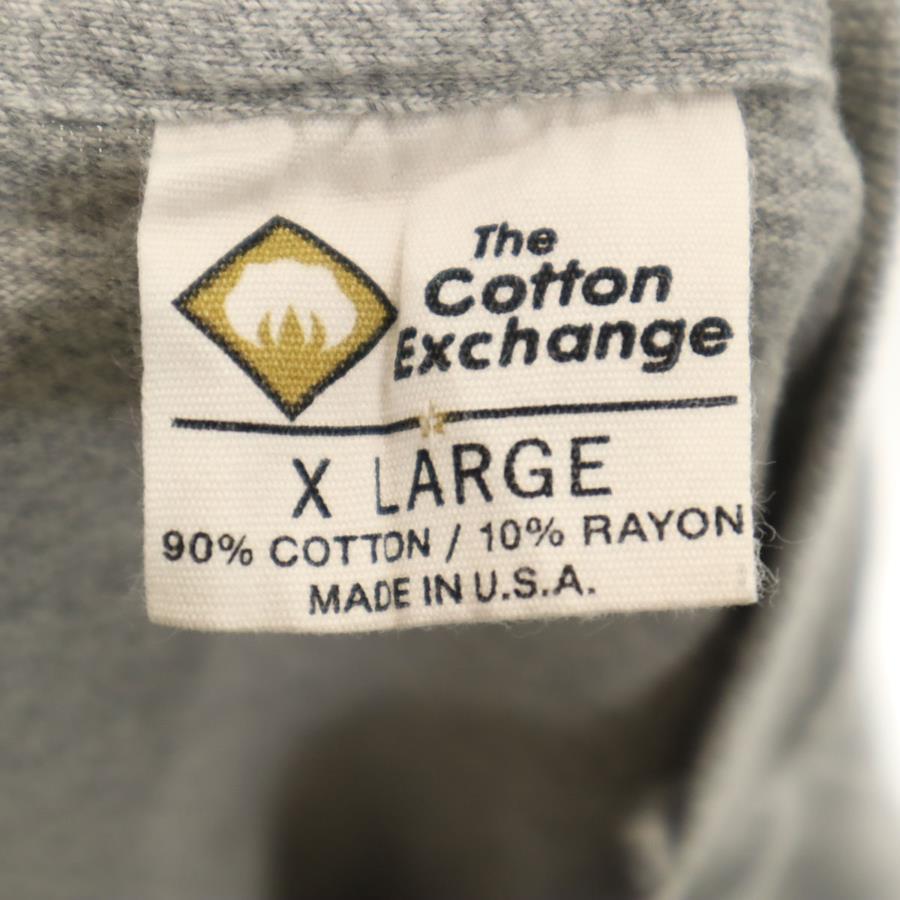 The
Cotton
Exchange
X LARGE
90% COTTON / 10% RAYON
MADE IN U.S.A.